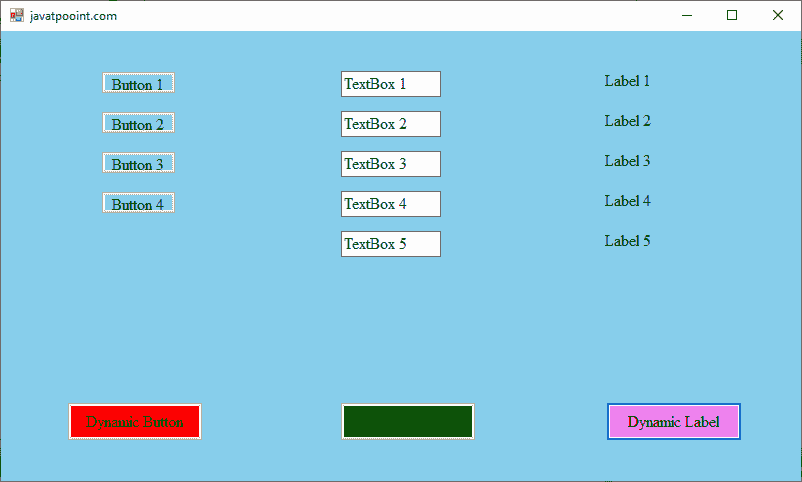 javatpooint.com
Button 1 TextBox 1 Label 1
Button 2 TextBox 2 Label 2
Button 3 TextBox 3 Label 3
Button 4 TextBox 4 Label 4
TextBox 5 Label 5
Dynamic Button Dynamic Label